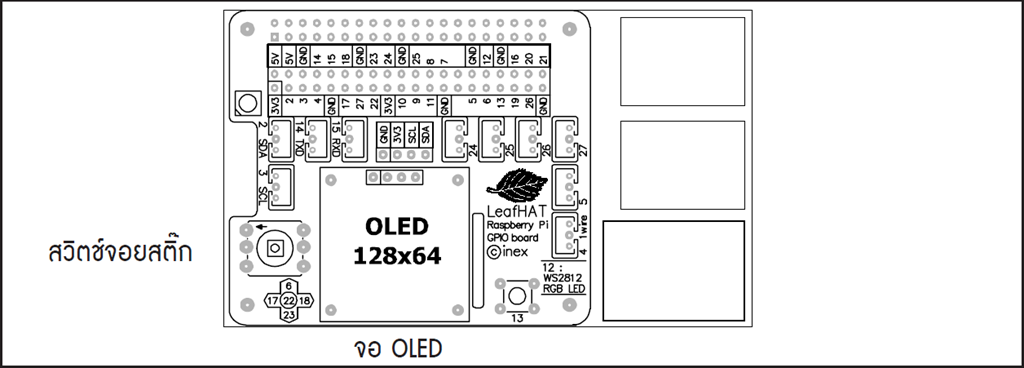 5V 5V GND 14 15 18 GND 23 24 GND 25 8 7 GND 12 GND 16 20 21
3V3 2 3 4 GND 17 27 22 3V3 10 9 11 GND 5 6 13 19 26 GND
2 SDA
14 TXD
15 RXD
GND 3V3 SCL SDA
24
25
26
27
3 SCL
5
LeafHAT
Raspberry Pi
GPIO board
©inex
4 1wire
OLED
128x64
สวิตช์จอยสติ๊ก
12 :
WS2812
RGB LED
6
17 22 18
23
13
จอ OLED